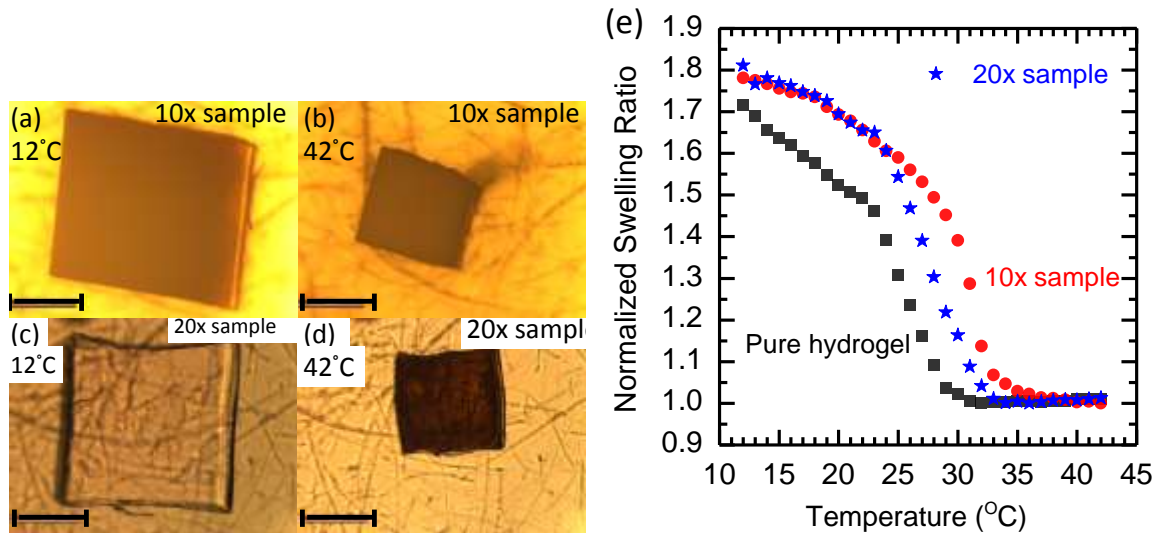 (a)
10x sample
12°C
(b)
10x sample
42°C
(c)
20x sample
12°C
(d)
20x sample
42°C
(e)
Normalized Swelling Ratio
1.9
1.8
1.7
1.6
1.5
1.4
1.3
1.2
1.1
1.0
0.9
20x sample
10x sample
Pure hydrogel
10 15 20 25 30 35 40 45
Temperature (°C)